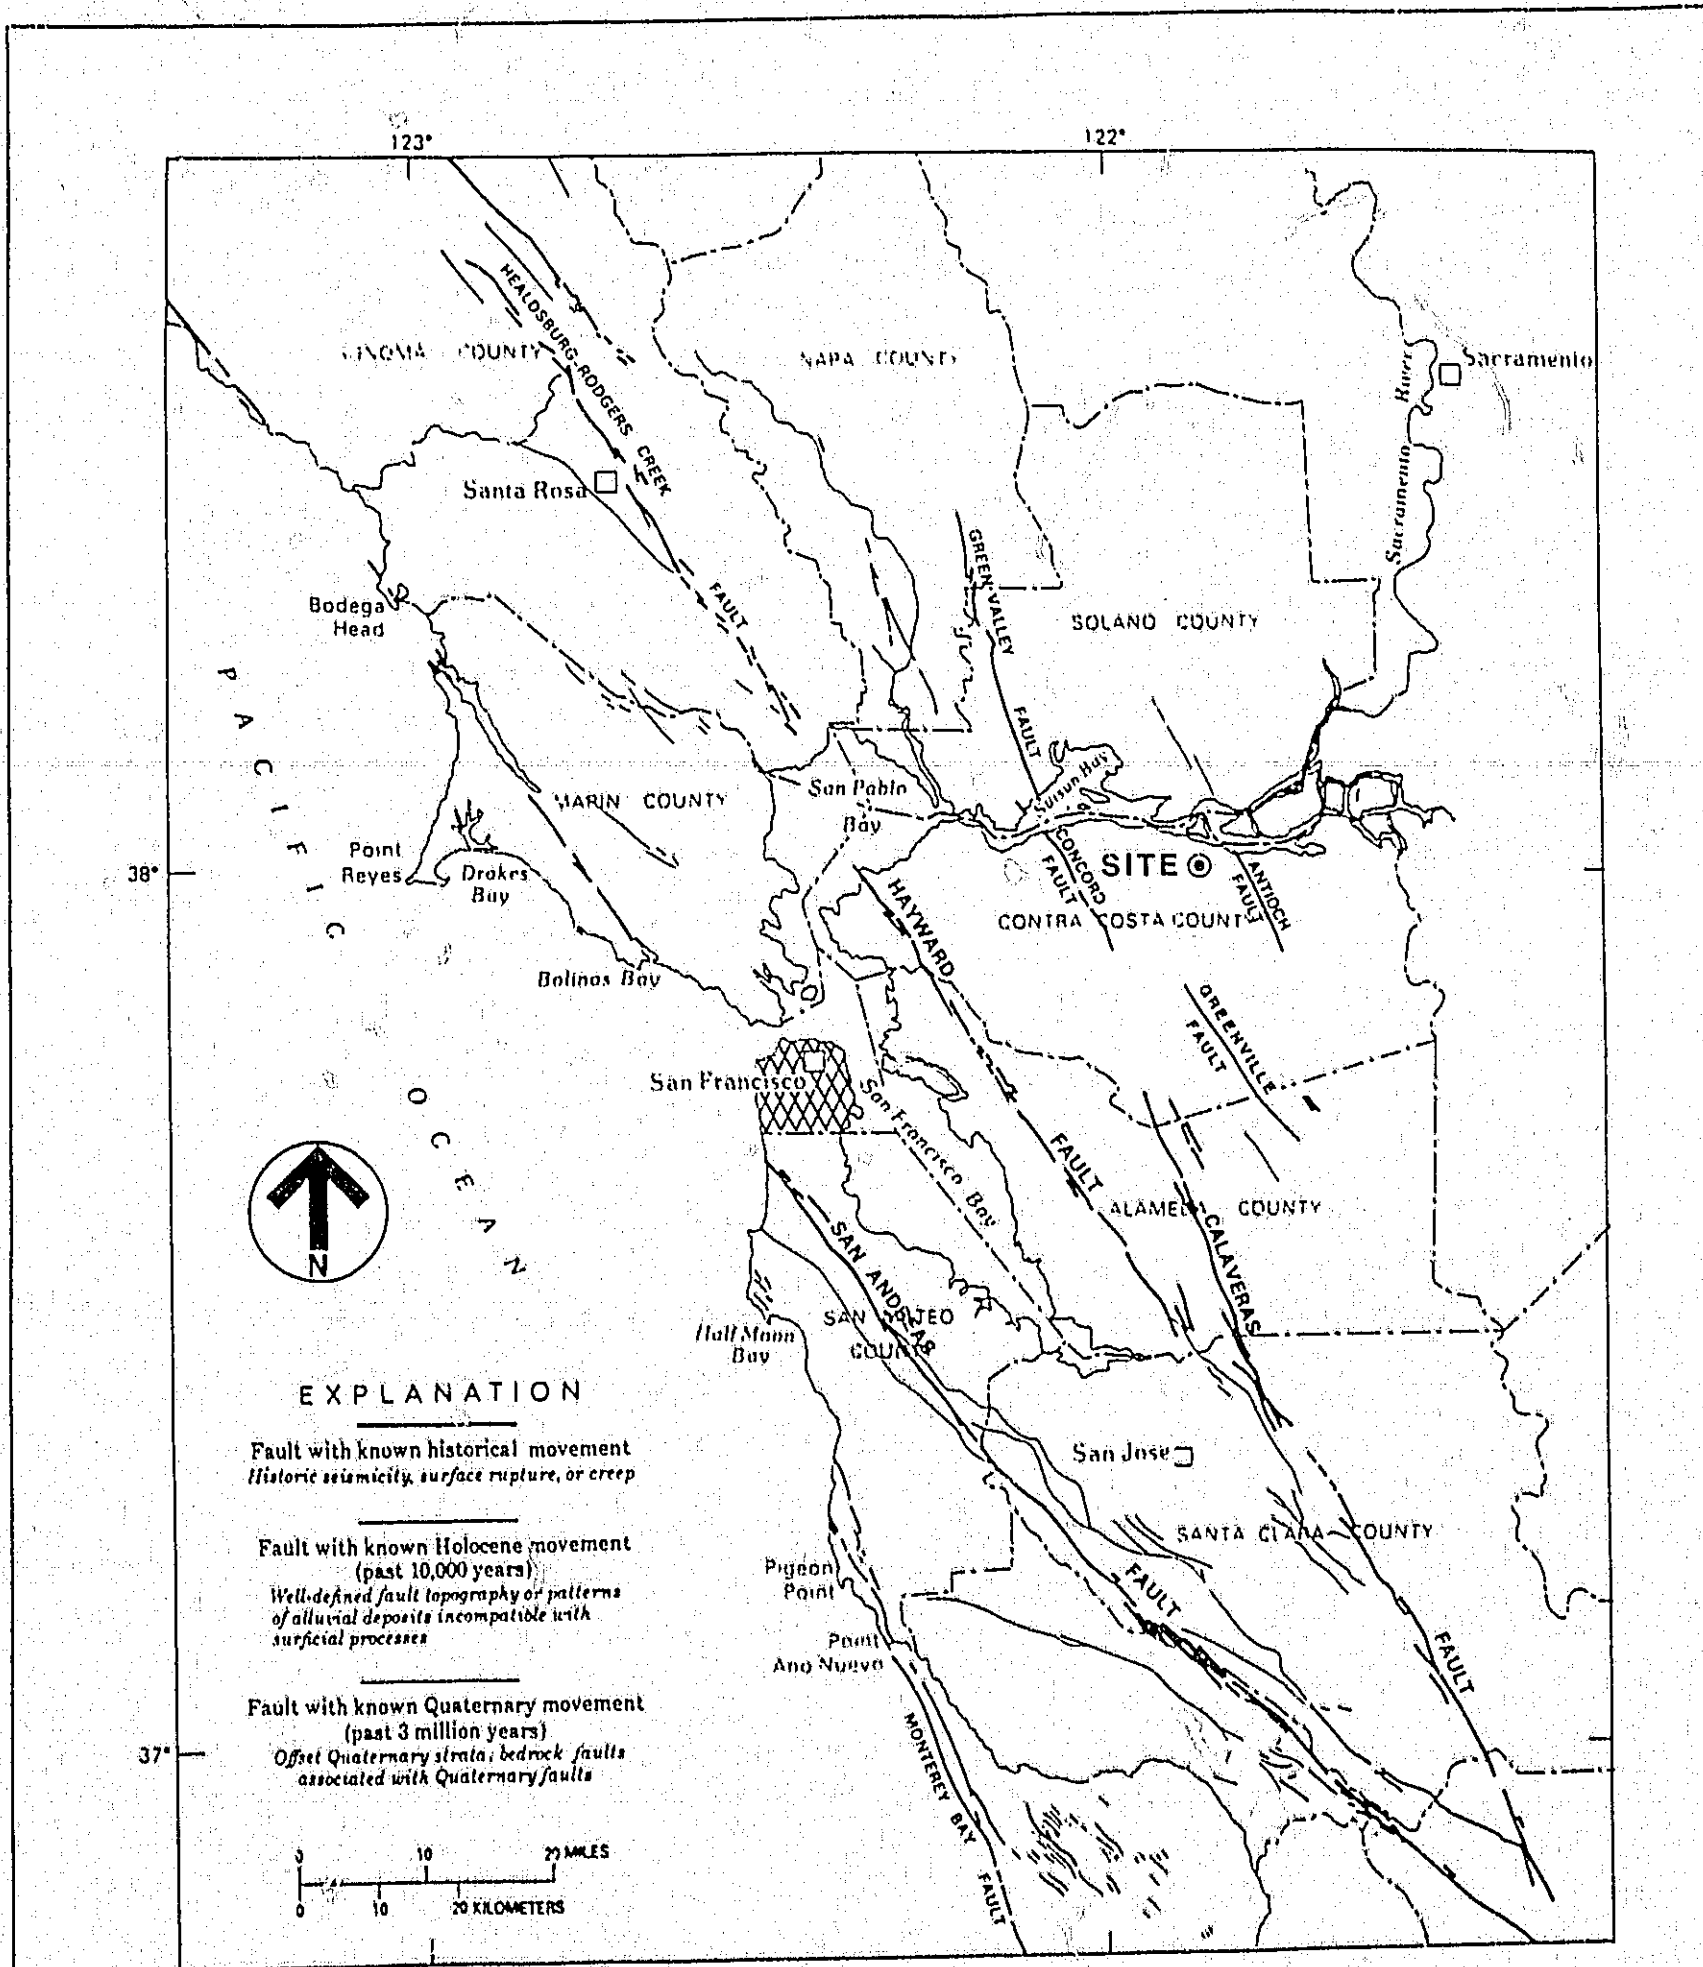 123°
122°
HEALDSBURG-RODGERS CREEK
FAULT
COUNTY
NAPA COUNTY
Sacramento
Sacramento River
Santa Rosa
GREEN VALLEY
FAULT
SOLANO COUNTY
Bodega
Head
PACIFIC
OCEAN
MARIN COUNTY
San Pablo
Bay
Suisun Bay
38°
Point
Reyes
Drakes
Bay
CONCORD
FAULT
SITE
ANTIOCH
FAULT
CONTRA COSTA COUNTY
HAYWARD
FAULT
Bolinas Bay
GREENVILLE
FAULT
San Francisco
San Francisco Bay
N
ALAMEDA COUNTY
CALAVERAS
FAULT
SAN ANDREAS
FAULT
SAN MATEO
COUNTY
Half Moon
Bay
San Jose
SANTA CLARA COUNTY
Pigeon
Point
Point
Ano Nuevo
37°
MONTEREY BAY
FAULT
EXPLANATION
Fault with known historical movement
Historic seismicity, surface rupture, or creep
Fault with known Holocene movement
(past 10,000 years)
Well-defined fault topography or patterns
of alluvial deposits incompatible with
surficial processes
Fault with known Quaternary movement
(past 3 million years)
Offset Quaternary strata; bedrock faults
associated with Quaternary faults
0 10 20 MILES
0 10 20 KILOMETERS